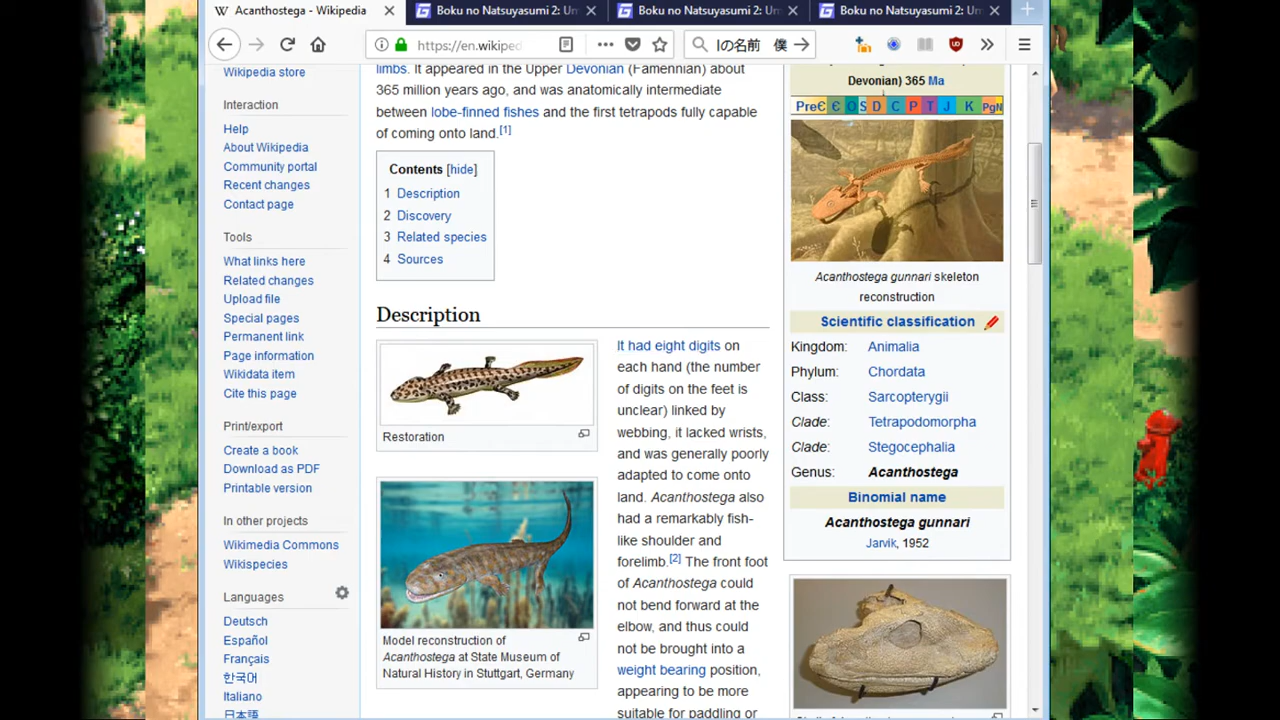 Acanthostega - Wikipedia
Boku no Natsuyasumi 2: Um
Boku no Natsuyasumi 2: Um
Boku no Natsuyasumi 2: Um
https://en.wikiped
の名前 僕
Wikipedia store
Interaction
Help
About Wikipedia
Community portal
Recent changes
Contact page
Tools
What links here
Related changes
Upload file
Special pages
Permanent link
Page information
Wikidata item
Cite this page
Print/export
Create a book
Download as PDF
Printable version
In other projects
Wikimedia Commons
Wikispecies
Languages
Deutsch
Español
Français
한국어
Italiano
日本語
limbs. It appeared in the Upper Devonian (Famennian) about
365 million years ago, and was anatomically intermediate
between lobe-finned fishes and the first tetrapods fully capable
of coming onto land.[1]
Contents [hide]
1 Description
2 Discovery
3 Related species
4 Sources
Description
Restoration
Model reconstruction of
Acanthostega at State Museum of
Natural History in Stuttgart, Germany
It had eight digits on
each hand (the number
of digits on the feet is
unclear) linked by
webbing, it lacked wrists,
and was generally poorly
adapted to come onto
land. Acanthostega also
had a remarkably fish-
like shoulder and
forelimb.[2] The front foot
of Acanthostega could
not bend forward at the
elbow, and thus could
not be brought into a
weight bearing position,
appearing to be more
suitable for paddling or
Devonian) 365 Ma
PreЄ Є O S D C P T J K PgN
Acanthostega gunnari skeleton
reconstruction
Scientific classification
Kingdom: Animalia
Phylum: Chordata
Class: Sarcopterygii
Clade: Tetrapodomorpha
Clade: Stegocephalia
Genus: Acanthostega
Binomial name
Acanthostega gunnari
Jarvik, 1952